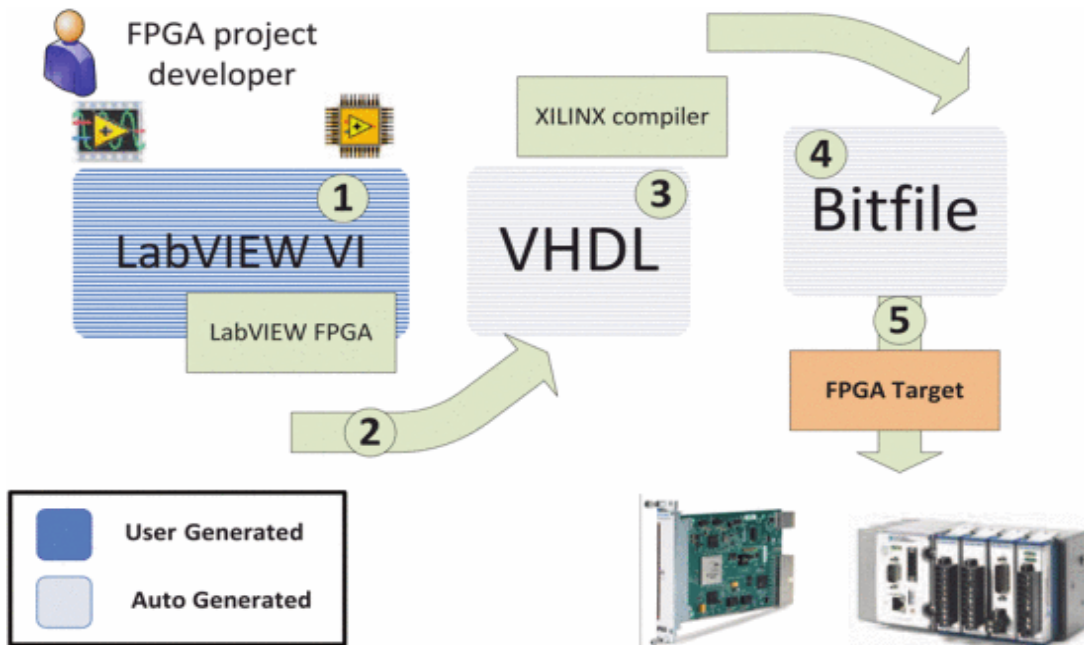 FPGA project
developer
XILINX compiler
1
LabVIEW VI
LabVIEW FPGA
2
3
VHDL
4
Bitfile
5
FPGA Target
User Generated
Auto Generated